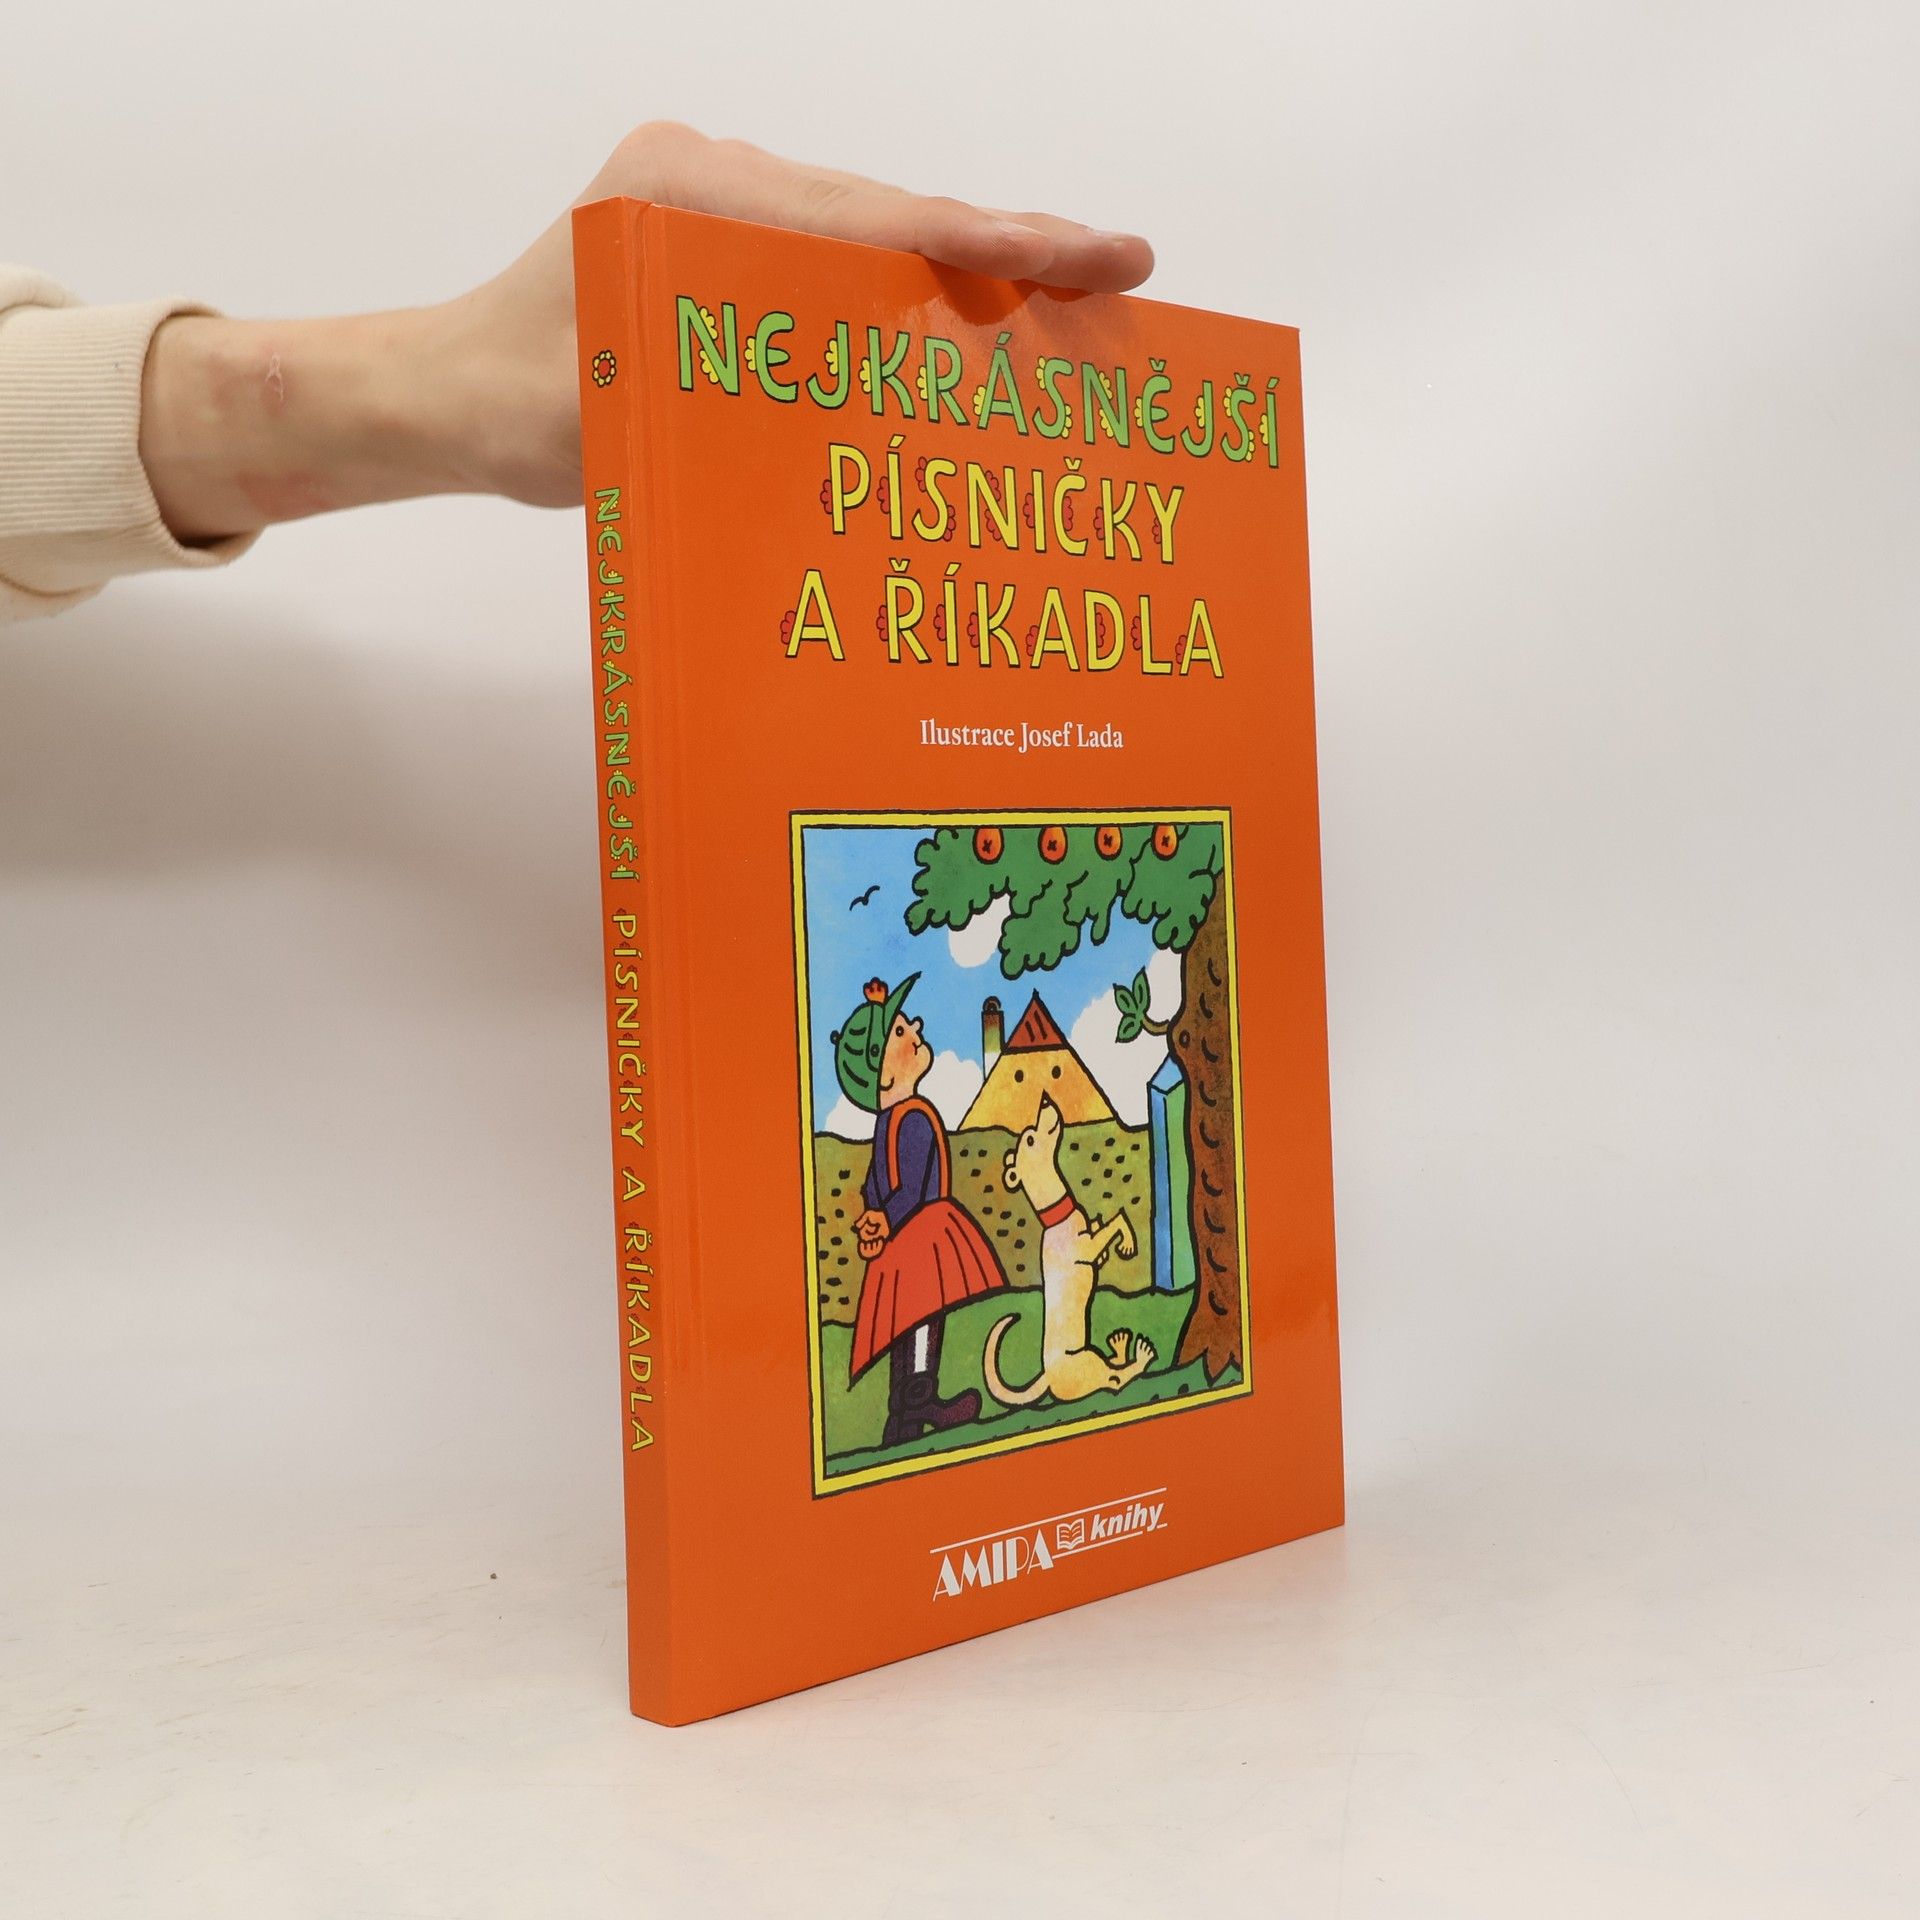 NEJKRÁSNĚJŠÍ
PÍSNIČKY
A ŘÍKADLA
Ilustrace Josef Lada
AMIPA knihy
NEJKRÁSNĚJŠÍ PÍSNIČKY A ŘÍKADLA